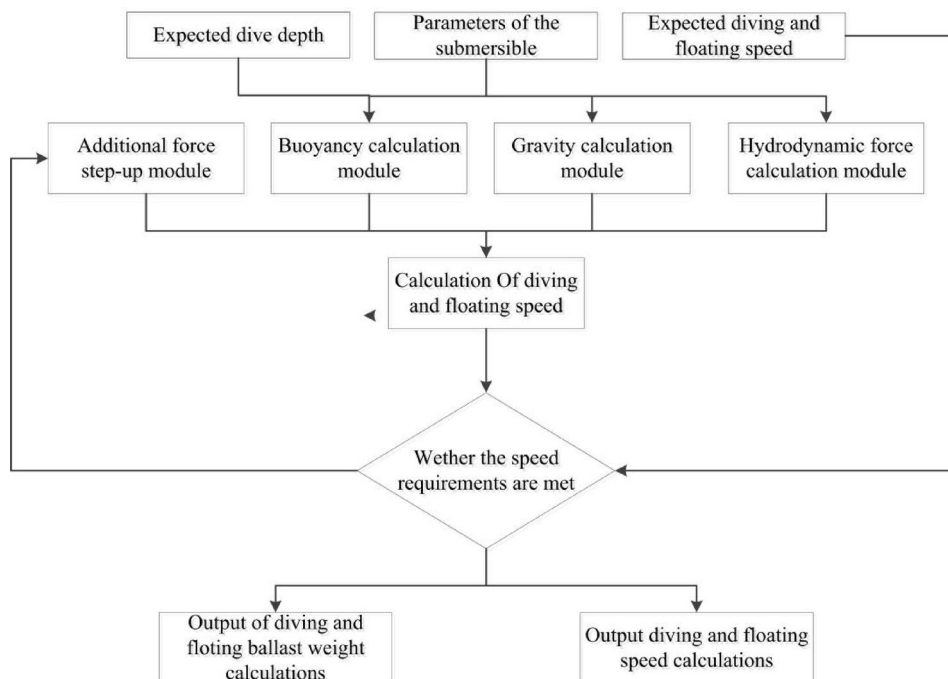 Expected dive depth
Parameters of the
submersible
Expected diving and
floating speed
Additional force
step-up module
Buoyancy calculation
module
Gravity calculation
module
Hydrodynamic force
calculation module
Calculation Of diving
and floating speed
Wether the speed
requirements are met
Output of diving and
floting ballast weight
calculations
Output diving and floating
speed calculations